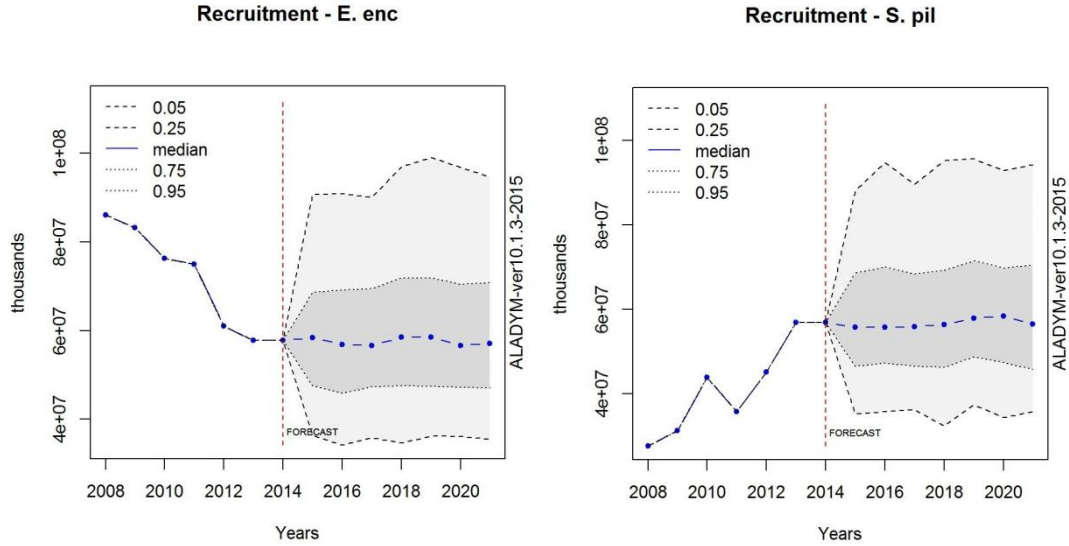 Recruitment - E. enc
0.05
0.25
median
0.75
0.95
1e+08
8e+07
6e+07
4e+07
thousands
FORECAST
2008 2010 2012 2014 2016 2018 2020
Years
ALADYM-ver10.1.3-2015
Recruitment - S. pil
0.05
0.25
median
0.75
0.95
1e+08
8e+07
6e+07
4e+07
thousands
FORECAST
2008 2010 2012 2014 2016 2018 2020
Years
ALADYM-ver10.1.3-2015